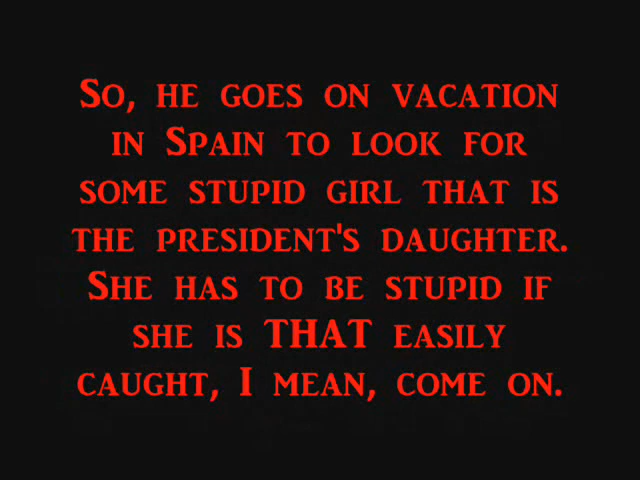 So, he goes on vacation
in Spain to look for
some stupid girl that is
the president's daughter.
She has to be stupid if
she is THAT easily
caught, I mean, come on.